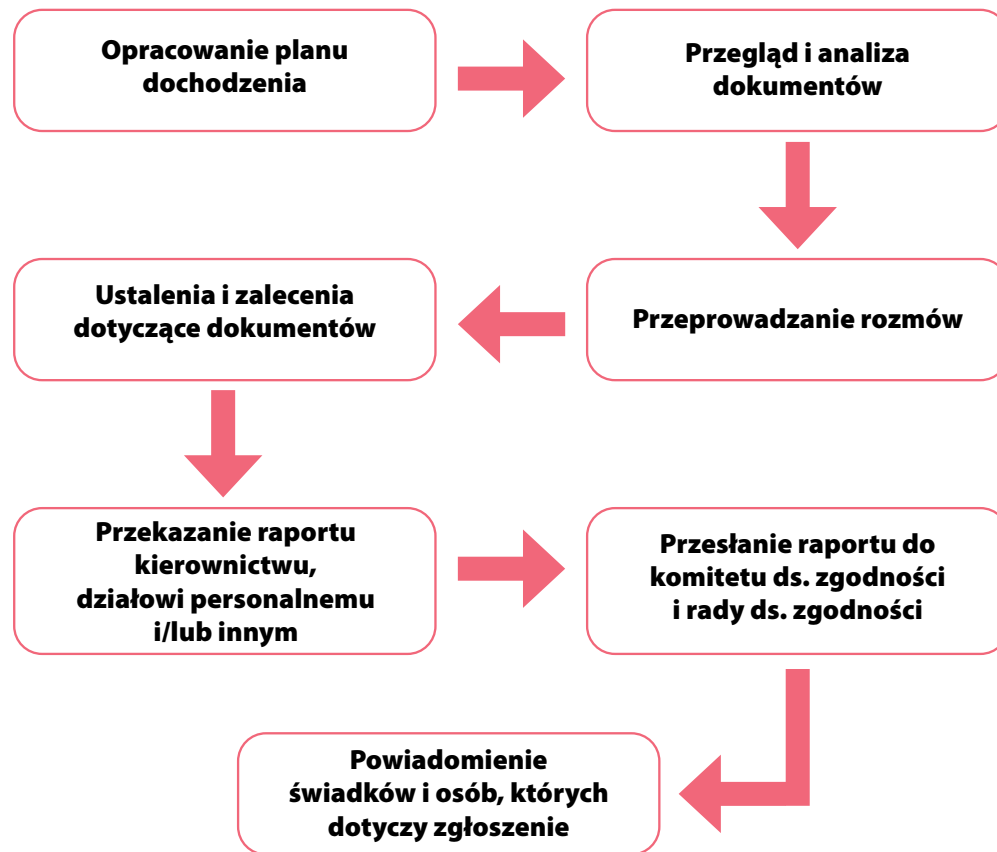 Opracowanie planu
dochodzenia
Przegląd i analiza
dokumentów
Przeprowadzanie rozmów
Ustalenia i zalecenia
dotyczące dokumentów
Przekazanie raportu
kierownictwu,
działowi personalnemu
i/lub innym
Przesłanie raportu do
komitetu ds. zgodności
i rady ds. zgodności
Powiadomienie
świadków i osób, których
dotyczy zgłoszenie